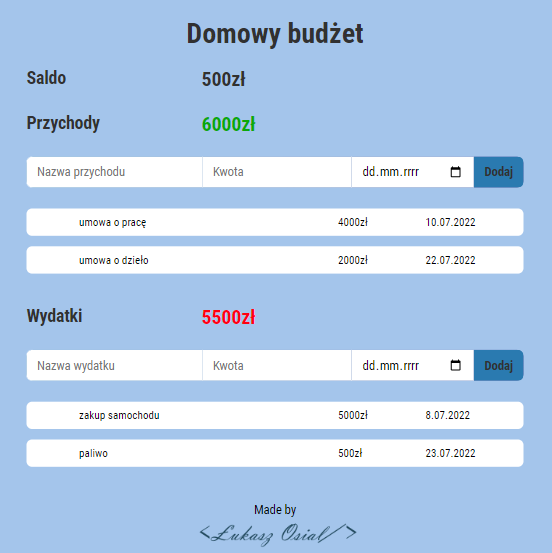 Domowy budżet
Saldo 500zł
Przychody 6000zł
Nazwa przychodu Kwota dd.mm.rrrr Dodaj
umowa o pracę 4000zł 10.07.2022
umowa o dzieło 2000zł 22.07.2022
Wydatki 5500zł
Nazwa wydatku Kwota dd.mm.rrrr Dodaj
zakup samochodu 5000zł 8.07.2022
paliwo 500zł 23.07.2022
Made by
<Łukasz Osial/>